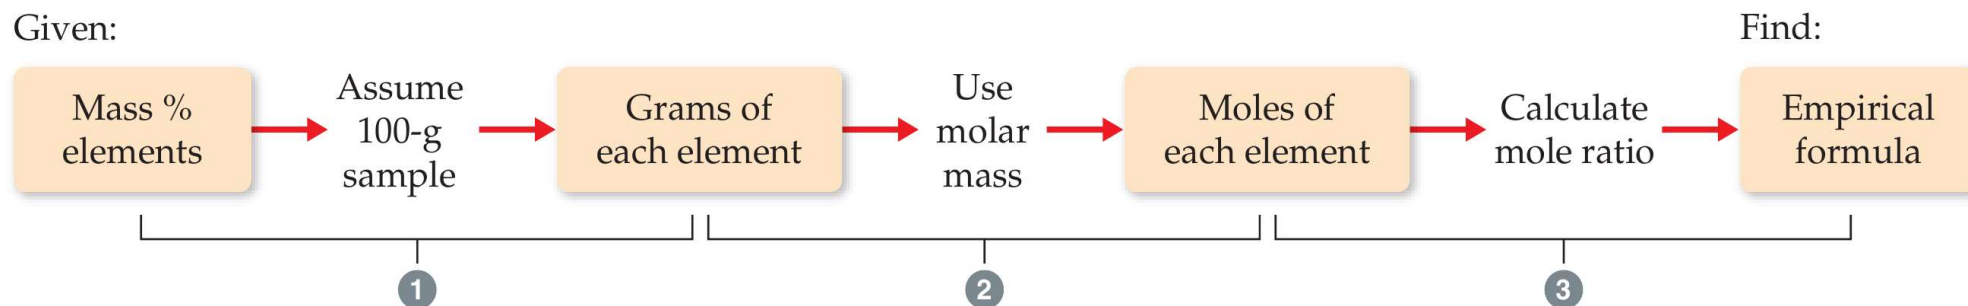 Given:
Mass %
elements
Assume
100-g
sample
Grams of
each element
Use
molar
mass
Moles of
each element
Calculate
mole ratio
Find:
Empirical
formula
1
2
3